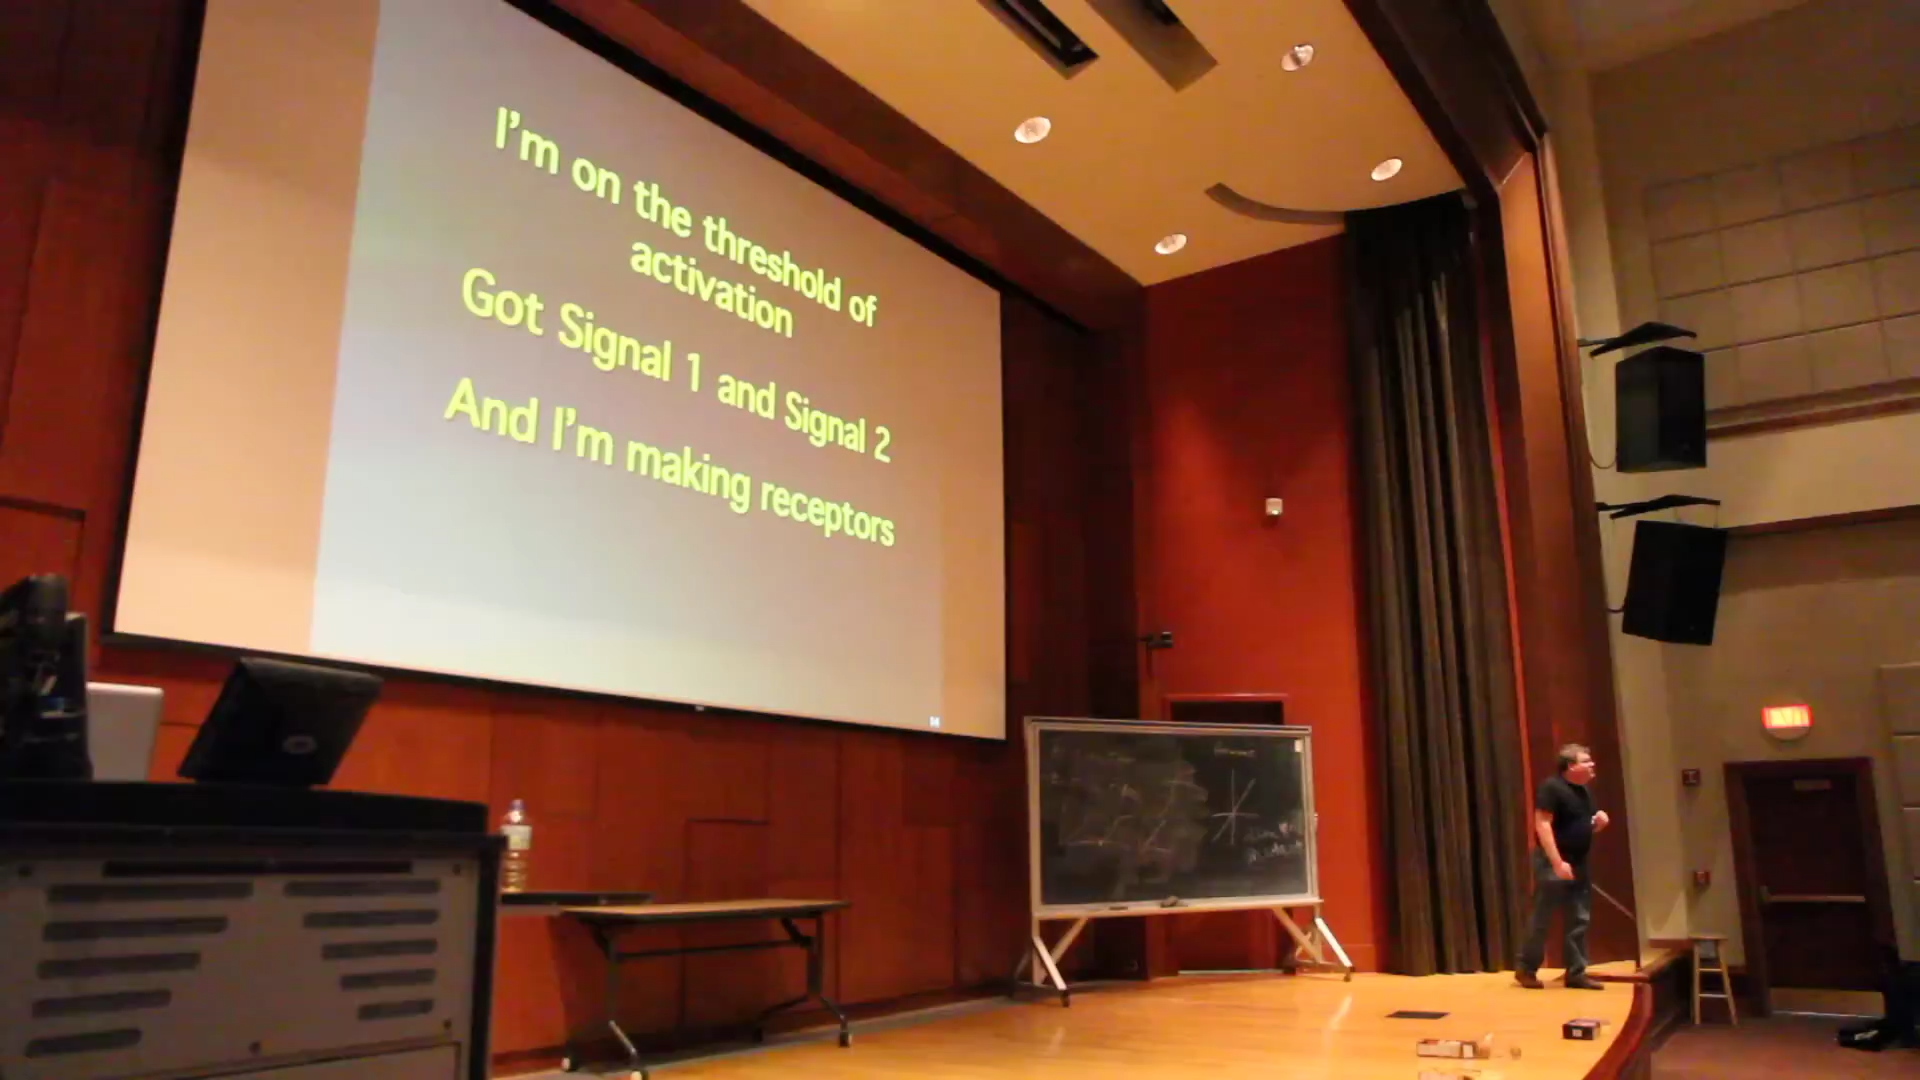 I'm on the threshold of
activation
Got Signal 1 and Signal 2
And I'm making receptors